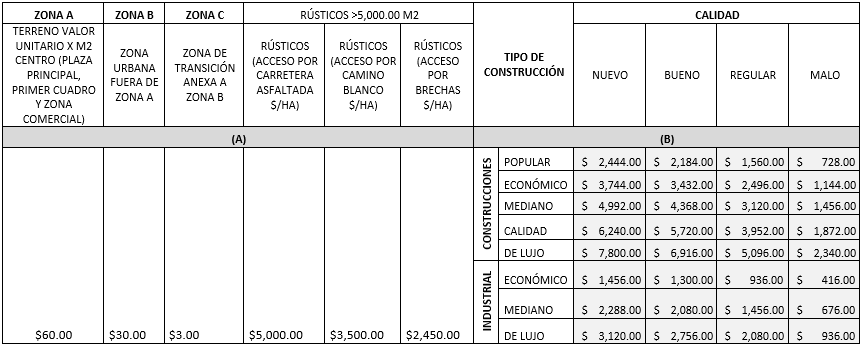 ZONA A ZONA B ZONA C RÚSTICOS >5,000.00 M2 TIPO DE CONSTRUCCIÓN CALIDAD
TERRENO VALOR UNITARIO X M2 CENTRO (PLAZA PRINCIPAL, PRIMER CUADRO Y ZONA COMERCIAL)
ZONA URBANA FUERA DE ZONA A
ZONA DE TRANSICIÓN ANEXA A ZONA B
RÚSTICOS (ACCESO POR CARRETERA ASFALTADA $/HA)
RÚSTICOS (ACCESO POR CAMINO BLANCO $/HA)
RÚSTICOS (ACCESO POR BRECHAS $/HA)
NUEVO BUENO REGULAR MALO
(A) (B)
CONSTRUCCIONES
POPULAR $ 2,444.00 $ 2,184.00 $ 1,560.00 $ 728.00
ECONÓMICO $ 3,744.00 $ 3,432.00 $ 2,496.00 $ 1,144.00
MEDIANO $ 4,992.00 $ 4,368.00 $ 3,120.00 $ 1,456.00
CALIDAD $ 6,240.00 $ 5,720.00 $ 3,952.00 $ 1,872.00
DE LUJO $ 7,800.00 $ 6,916.00 $ 5,096.00 $ 2,340.00
INDUSTRIAL
ECONÓMICO $ 1,456.00 $ 1,300.00 $ 936.00 $ 416.00
MEDIANO $ 2,288.00 $ 2,080.00 $ 1,456.00 $ 676.00
$60.00 $30.00 $3.00 $5,000.00 $3,500.00 $2,450.00 DE LUJO $ 3,120.00 $ 2,756.00 $ 2,080.00 $ 936.00